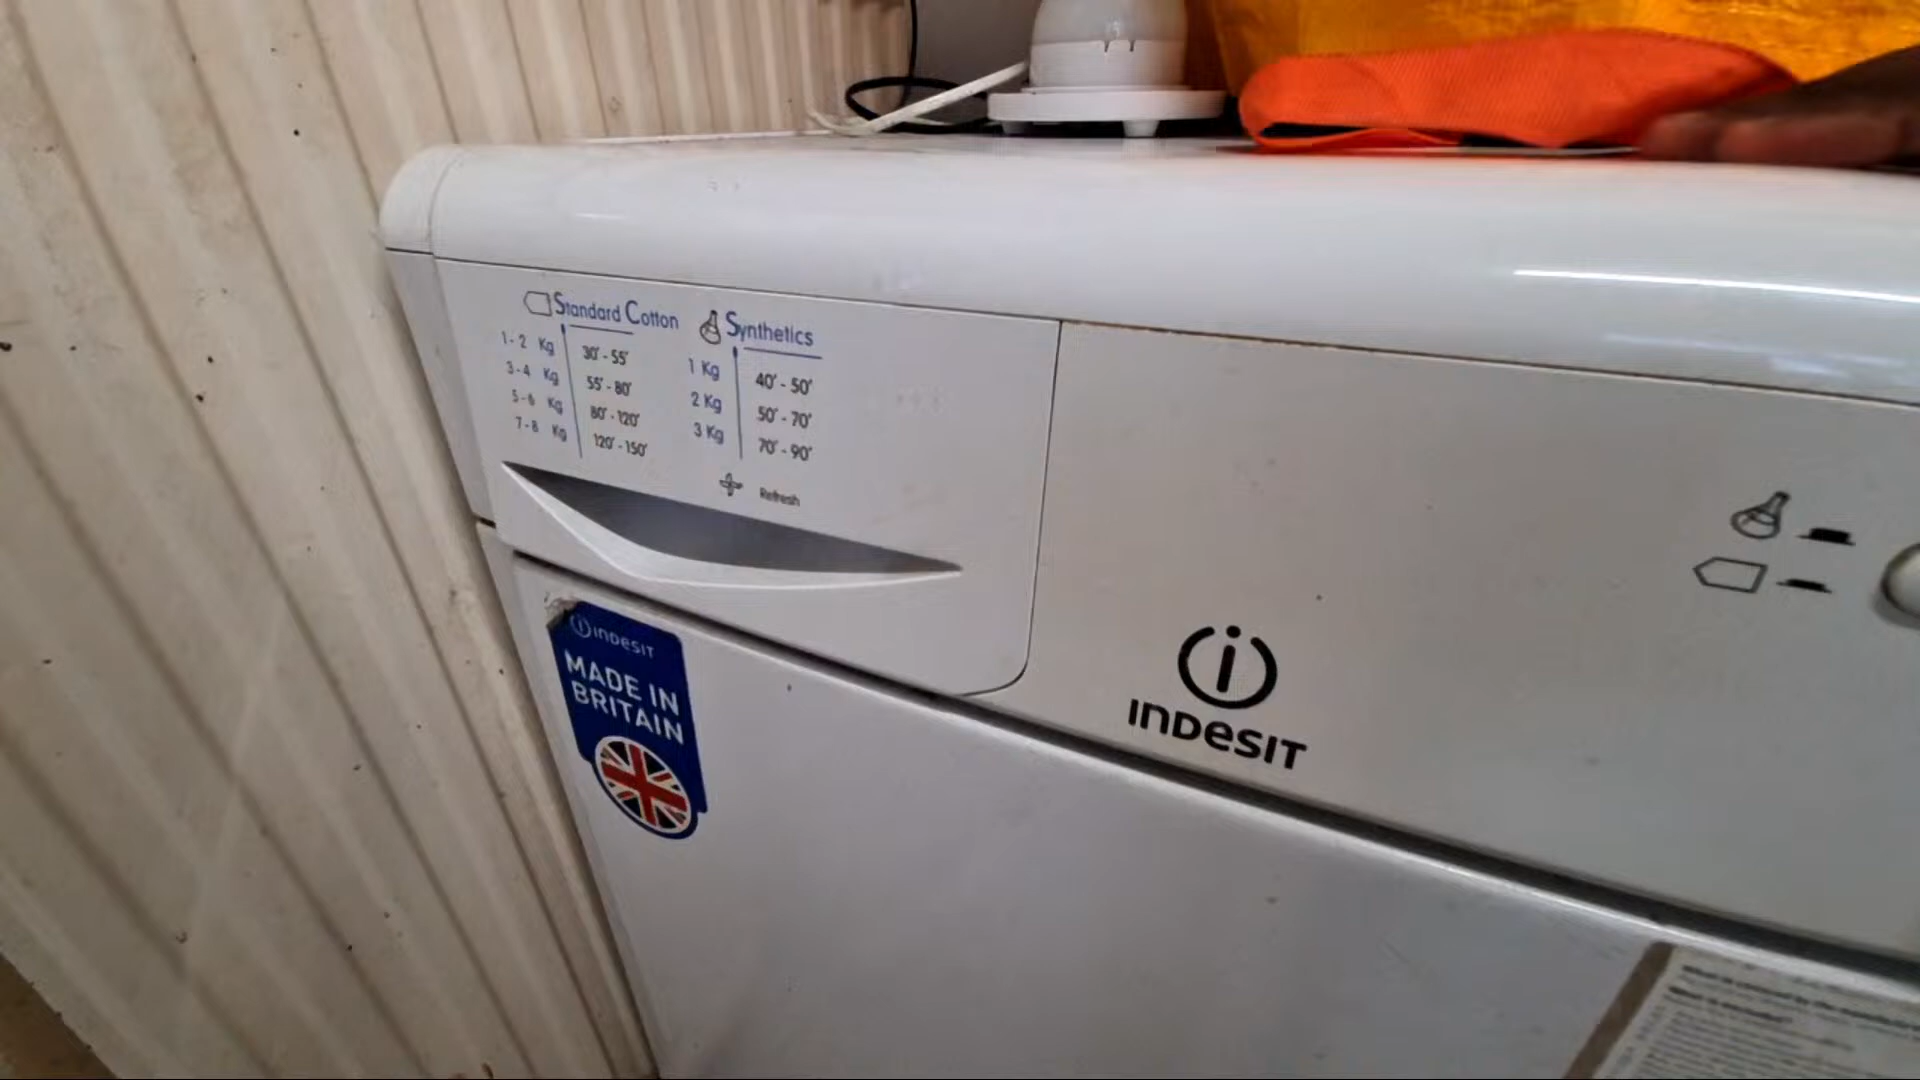 Standard Cotton
1-2 Kg 30'-55'
3-4 Kg 55'-80'
5-6 Kg 80'-120'
7-8 Kg 120'-150'
Synthetics
1 Kg 40'-50'
2 Kg 50'-70'
3 Kg 70'-90'
Refresh
INDESIT
MADE IN
BRITAIN
INDESIT